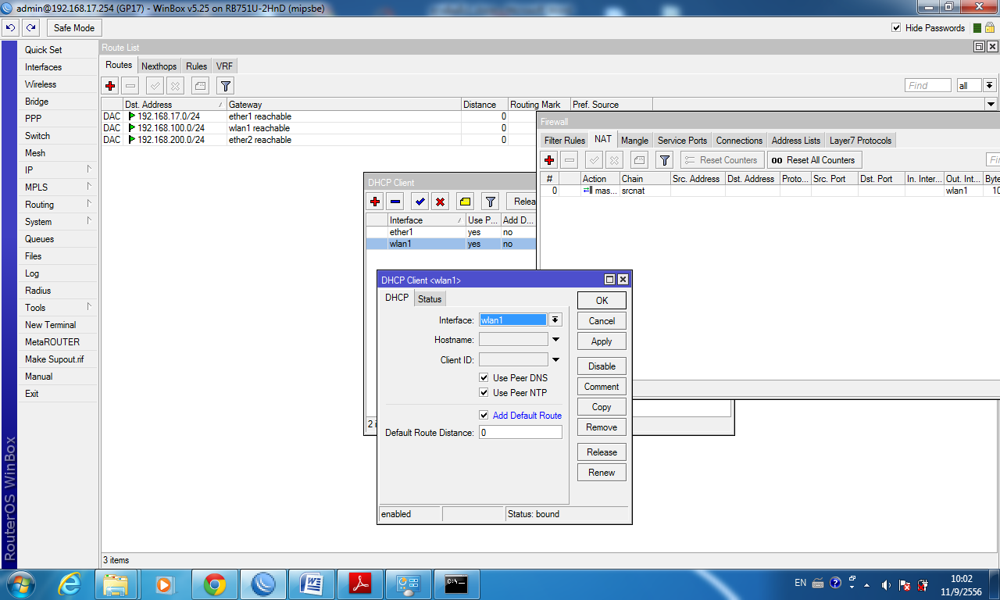 admin@192.168.17.254 (GP17) - WinBox v5.25 on RB751U-2HnD (mipsbe)
Safe Mode
Hide Passwords
Quick Set
Interfaces
Wireless
Bridge
PPP
Switch
Mesh
IP
MPLS
Routing
System
Queues
Files
Log
Radius
Tools
New Terminal
MetaROUTER
Make Supout.rif
Manual
Exit
RouterOS WinBox
Route List
Routes Nexthops Rules VRF
Find all
Dst. Address Gateway Distance Routing Mark Pref. Source
DAC 192.168.17.0/24 ether1 reachable 0
DAC 192.168.100.0/24 wlan1 reachable 0
DAC 192.168.200.0/24 ether2 reachable 0
3 items
Firewall
Filter Rules NAT Mangle Service Ports Connections Address Lists Layer7 Protocols
Reset Counters 00 Reset All Counters
# Action Chain Src. Address Dst. Address Proto... Src. Port Dst. Port In. Inter... Out. Int...
0 mas... srcnat wlan1
DHCP Client
Interface Use P... Add D...
ether1 yes no
wlan1 yes no
DHCP Client <wlan1>
DHCP Status
Interface: wlan1
Hostname:
Client ID:
Use Peer DNS
Use Peer NTP
Add Default Route
Default Route Distance: 0
OK
Cancel
Apply
Disable
Comment
Copy
Remove
Release
Renew
enabled Status: bound
EN
10:02
11/9/2556